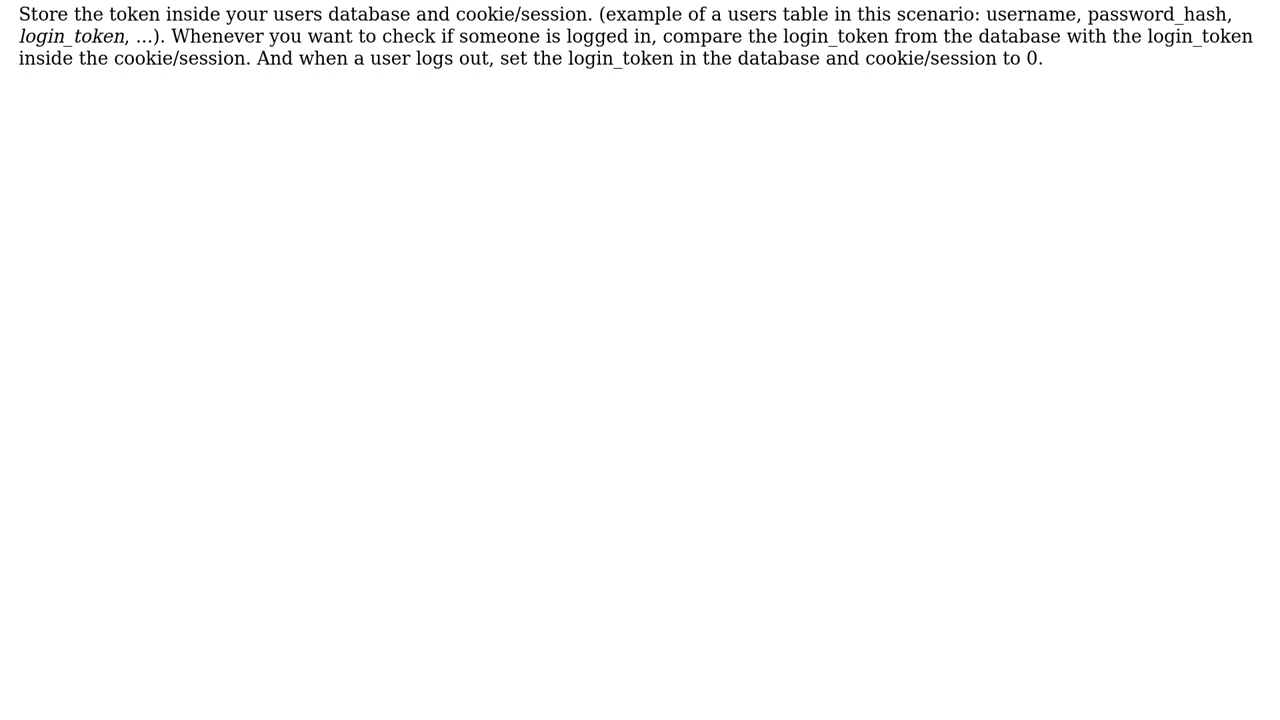 Store the token inside your users database and cookie/session. (example of a users table in this scenario: username, password_hash,
login_token, ...). Whenever you want to check if someone is logged in, compare the login_token from the database with the login_token
inside the cookie/session. And when a user logs out, set the login_token in the database and cookie/session to 0.